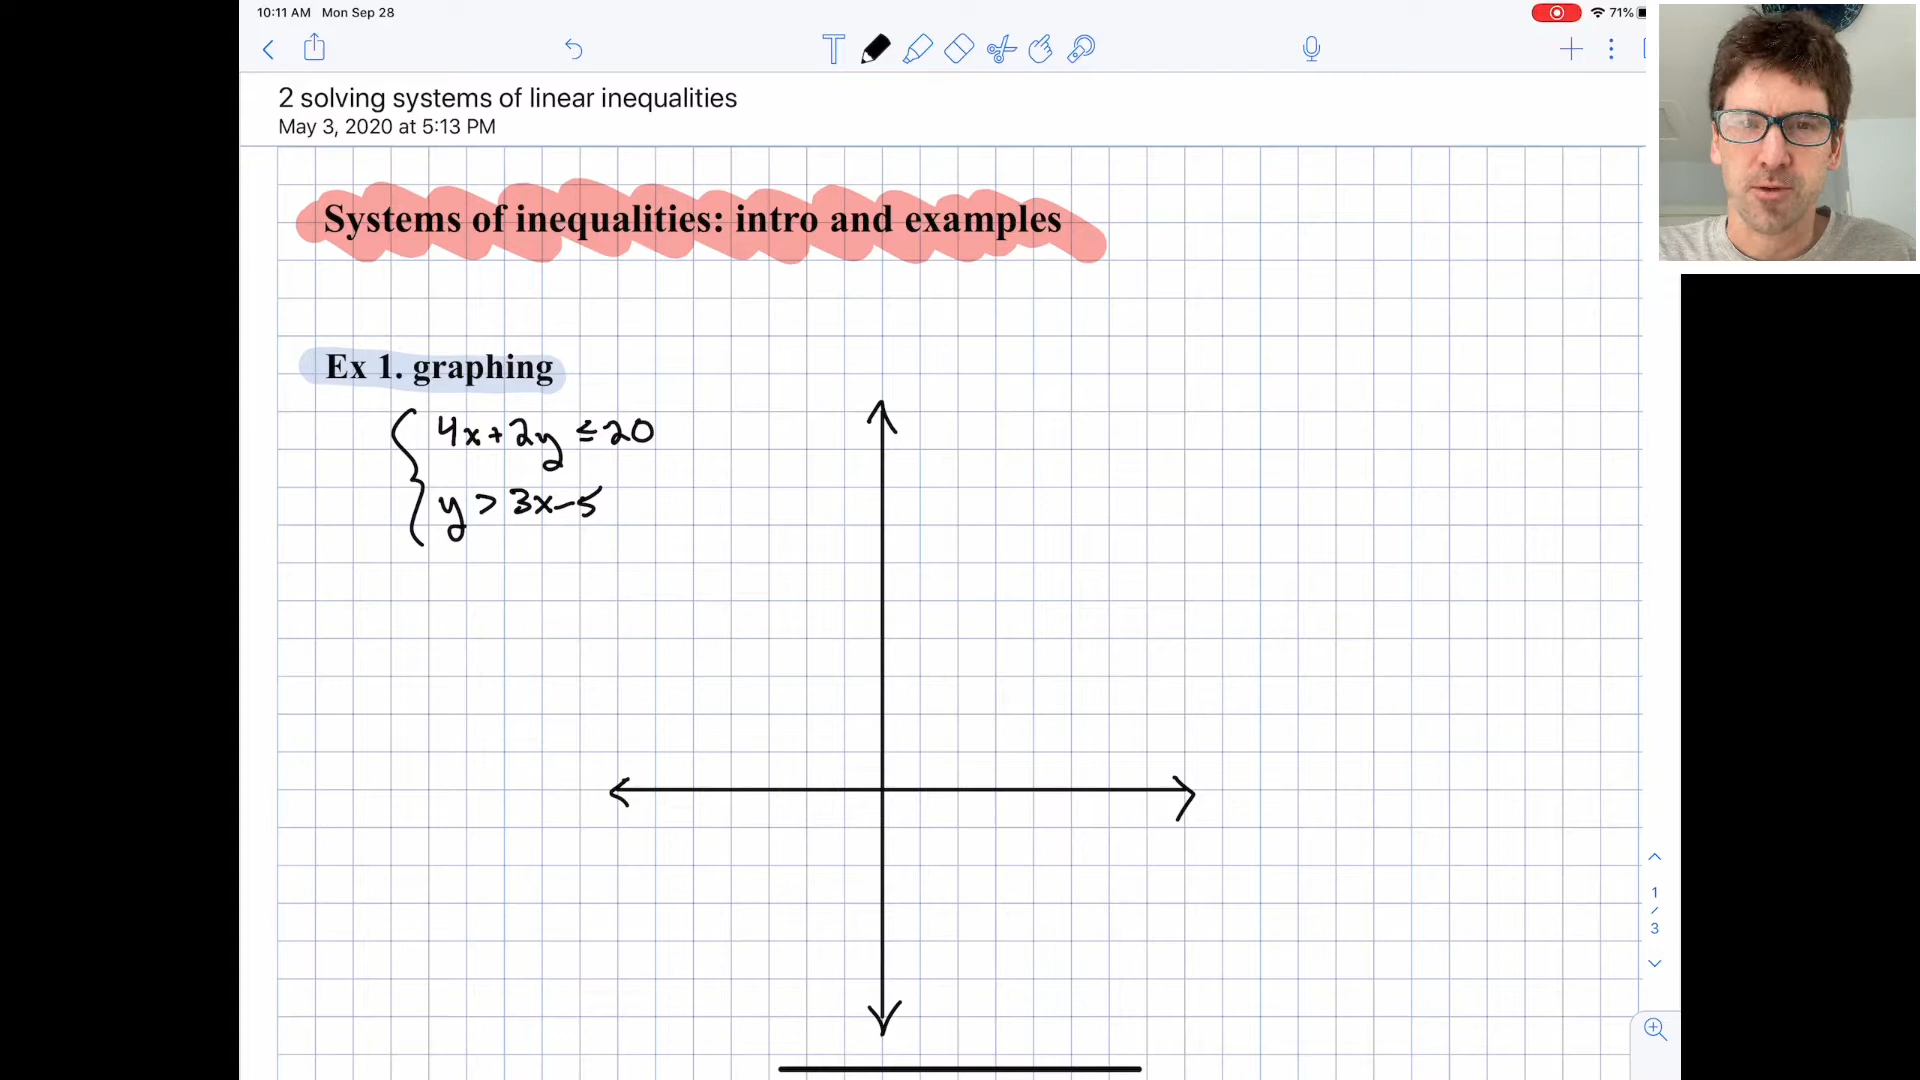 10:11 AM Mon Sep 28
71%
T
2 solving systems of linear inequalities
May 3, 2020 at 5:13 PM
Systems of inequalities: intro and examples
Ex 1. graphing
4x+2y ≤ 20
y > 3x-5
1
/
3